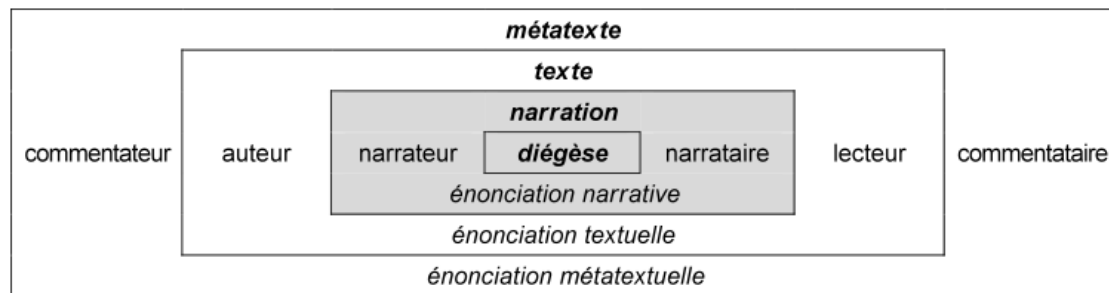 métatexte
texte
narration
commentateur auteur narrateur diégèse narrataire lecteur commentataire
énonciation narrative
énonciation textuelle
énonciation métatextuelle